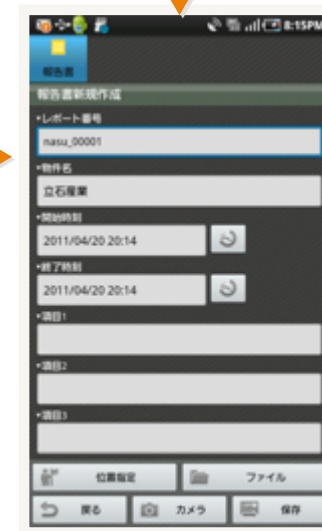 8:15PM
報告書
報告書新規作成
•レポート番号
nasu_00001
•物件名
立石産業
•開始時刻
2011/04/20 20:14
•終了時刻
2011/04/20 20:14
•項目1
•項目2
•項目3
位置指定
ファイル
戻る
カメラ
保存